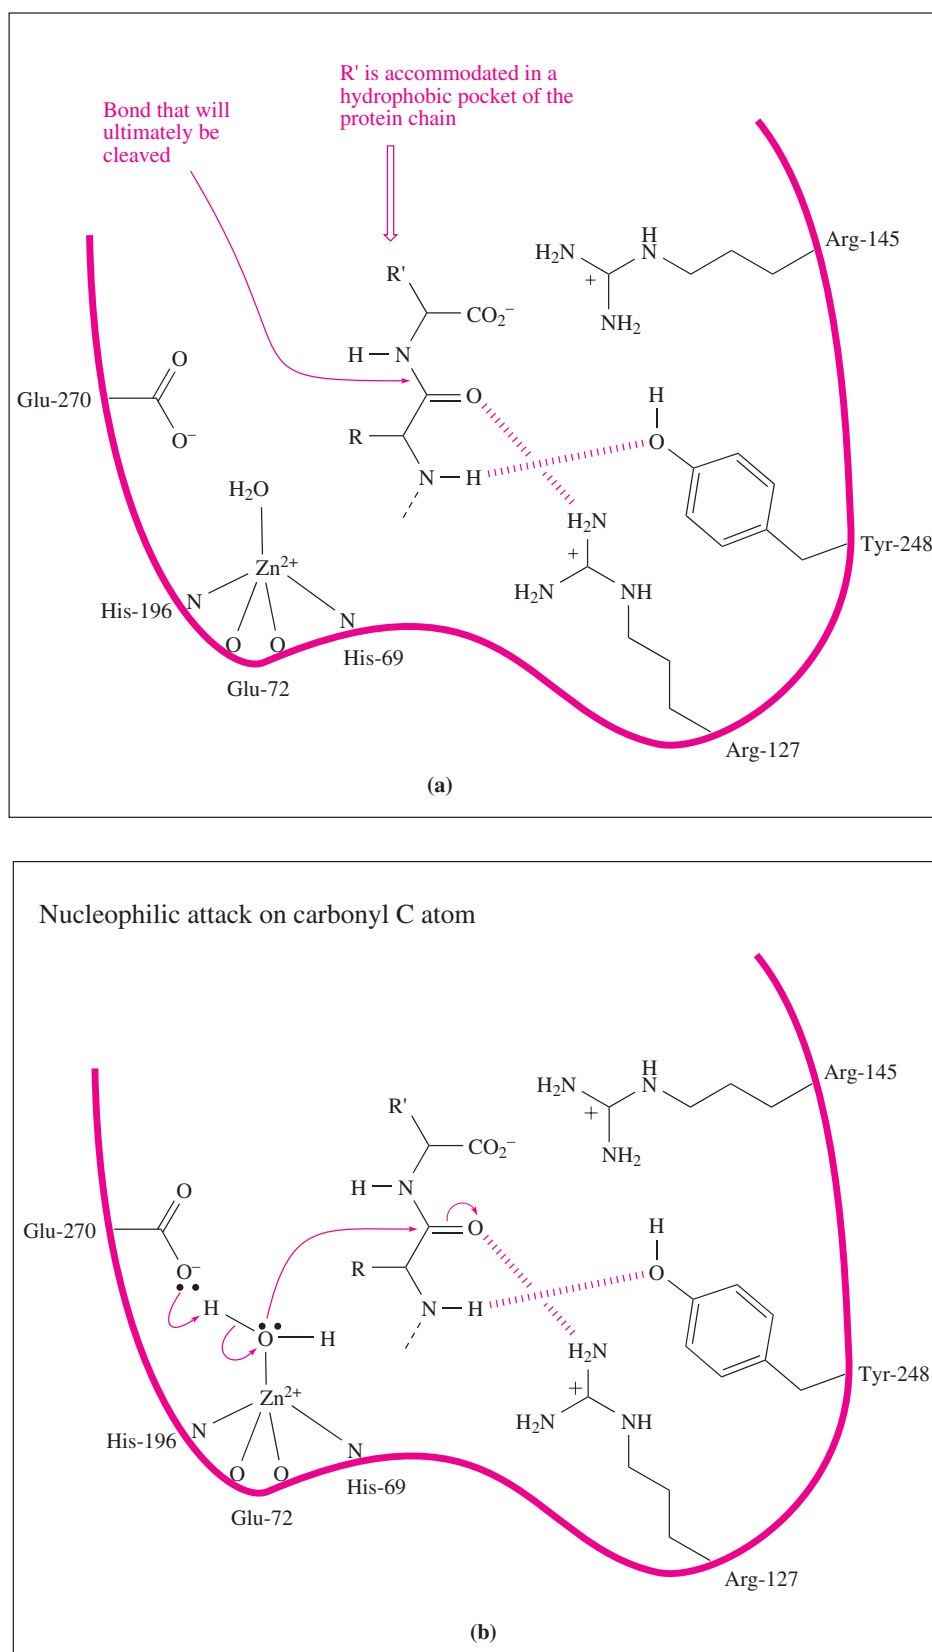 R' is accommodated in a
hydrophobic pocket of the
protein chain
Bond that will
ultimately be
cleaved
R'
CO₂⁻
H
N
O
R
N
H
H₂N
H
N
+
NH₂
Arg-145
O
Glu-270
O⁻
H
O
H₂O
Zn²⁺
N
His-196
O
O
N
His-69
Glu-72
H₂N
+
H₂N
NH
Tyr-248
Arg-127
(a)
Nucleophilic attack on carbonyl C atom
R'
CO₂⁻
H
N
O
R
N
H
H₂N
H
N
+
NH₂
Arg-145
O
Glu-270
O⁻
H
O
H
O
H
Zn²⁺
N
His-196
O
O
N
His-69
Glu-72
H₂N
+
H₂N
NH
Tyr-248
Arg-127
(b)